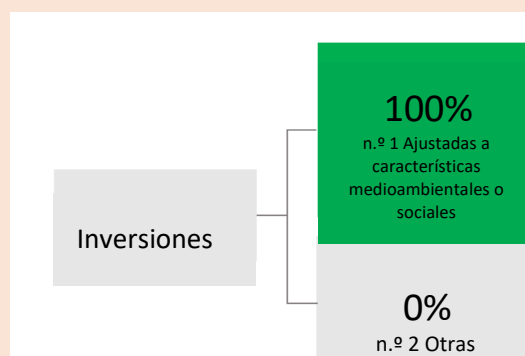 100%
n.º 1 Ajustadas a
características
medioambientales o
sociales
Inversiones
0%
n.º 2 Otras